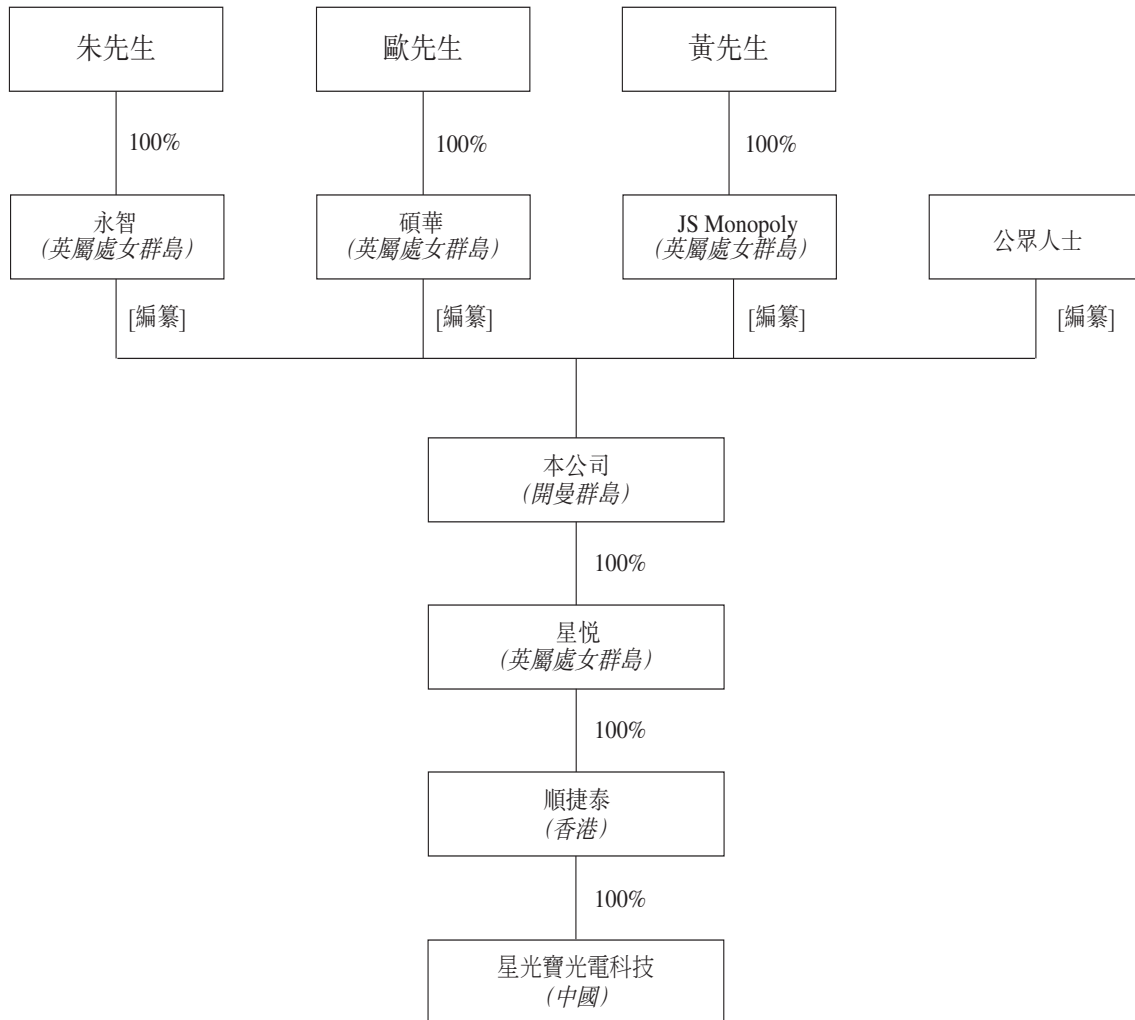 朱先生
歐先生
黃先生
100%
100%
100%
永智
(英屬處女群島)
碩華
(英屬處女群島)
JS Monopoly
(英屬處女群島)
公眾人士
[編纂]
[編纂]
[編纂]
[編纂]
本公司
(開曼群島)
100%
星悅
(英屬處女群島)
100%
順捷泰
(香港)
100%
星光寶光電科技
(中國)